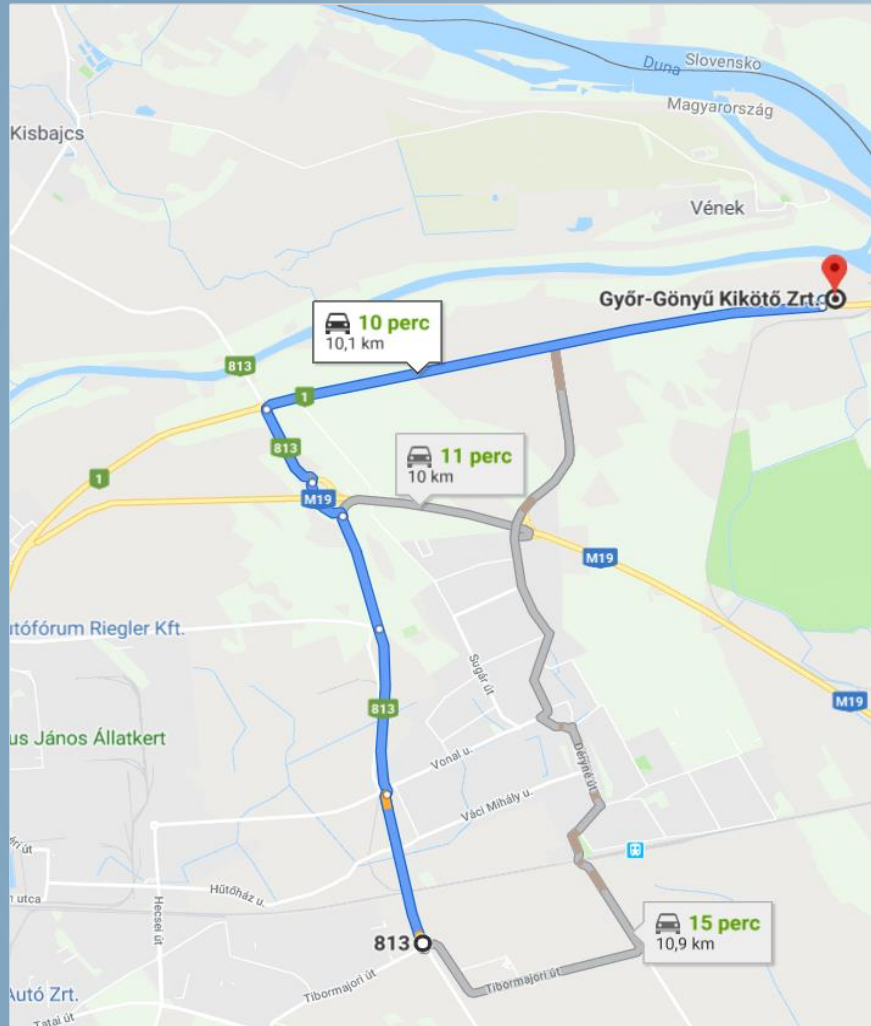 Duna
Slovensko
Magyarország
Kisbajcs
Vének
Győr-Gönyű Kikötő Zrt.
10 perc
10,1 km
813
1
813
11 perc
10 km
1
M19
M19
utófórum Riegler Kft.
Sugár út
M19
813
us János Állatkert
Vonal u.
Déryné út
Váci Mihály u.
éri út
n utca
Hűtőház u.
Hecsei út
15 perc
10,9 km
813
Tibormajori út
Tibormajori út
Autó Zrt.
Tatai út